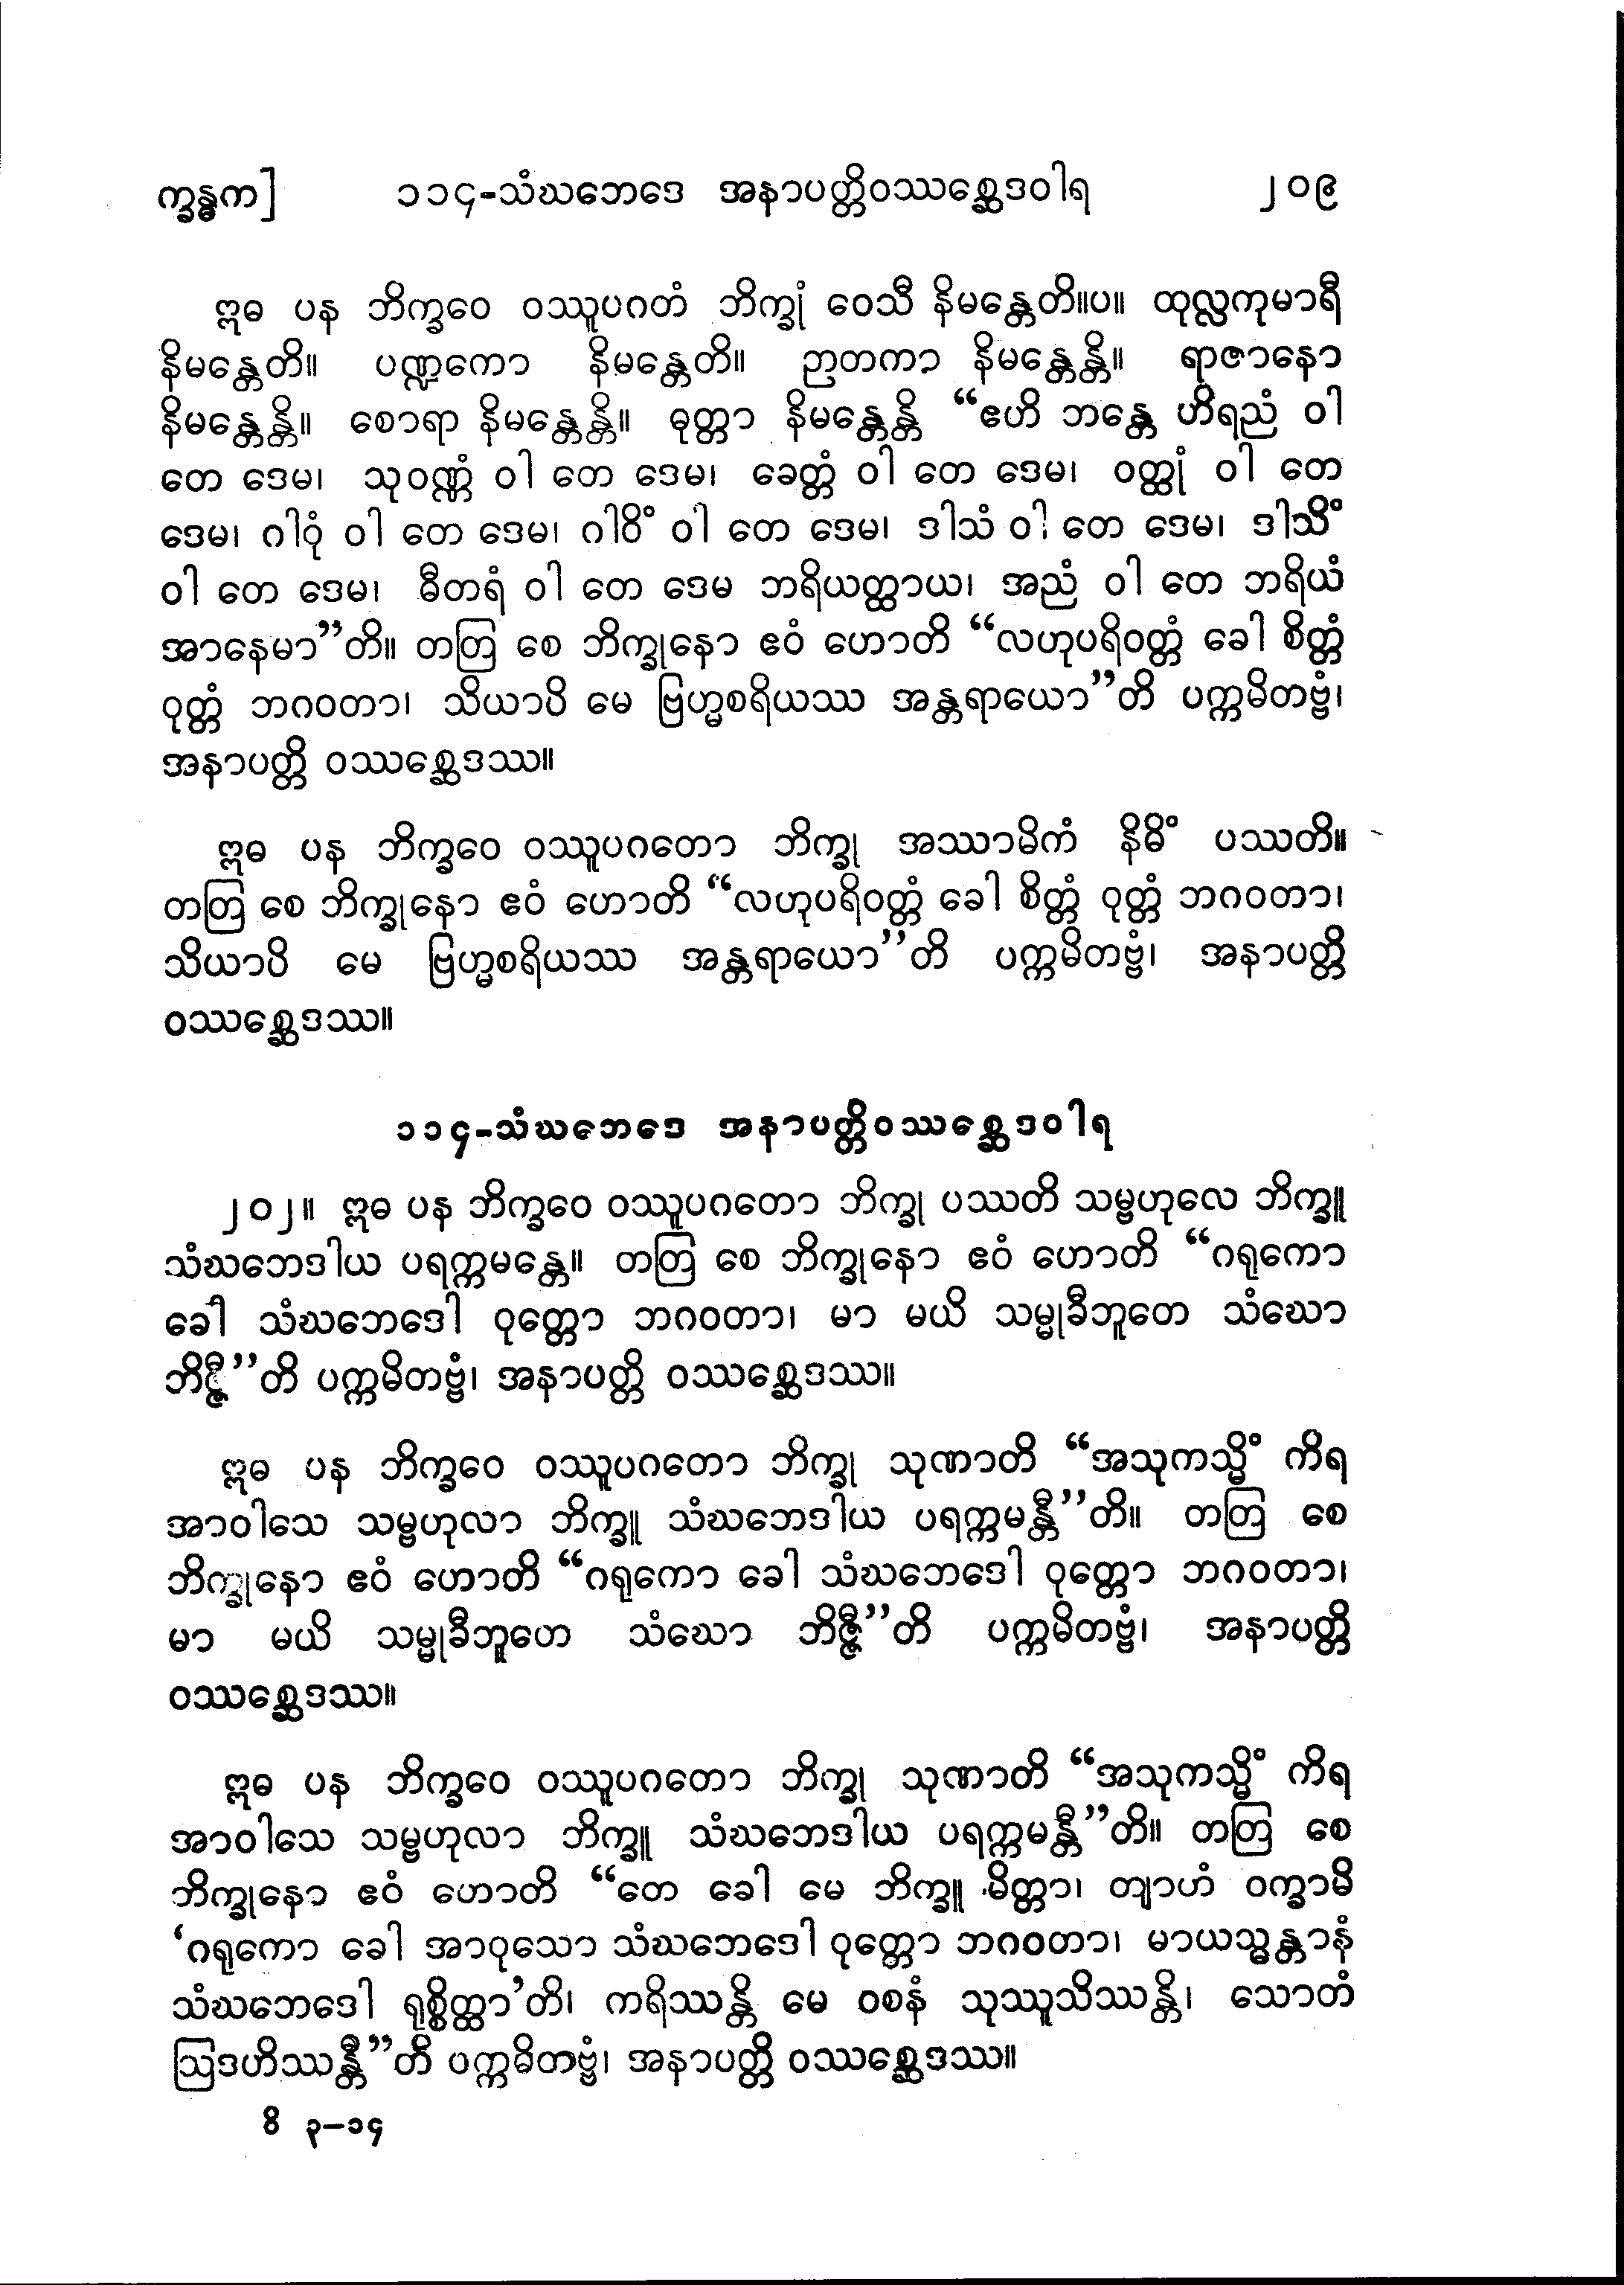 က္ခန္ဓက] ၁၁၄-သံဃဘေဒေ အနာပတ္တိဝဿစ္ဆေဒဝါရ ၂၀၉
ဣဓ ပန ဘိက္ခဝေ ဝဿူပဂတံ ဘိက္ခုံ ဝေသီ နိမန္တေတိ။ပ။ ထုလ္လကုမာရီ
နိမန္တေတိ။ ပဏ္ဍကော နိမန္တေတိ။ ဉာတကာ နိမန္တေန္တိ။ ရာဇာနော
နိမန္တေန္တိ။ စောရာ နိမန္တေန္တိ။ ဓုတ္တာ နိမန္တေန္တိ “ဧဟိ ဘန္တေ ဟိရညံ ဝါ
တေ ဒေမ၊ သုဝဏ္ဏံ ဝါ တေ ဒေမ၊ ခေတ္တံ ဝါ တေ ဒေမ၊ ဝတ္ထုံ ဝါ တေ
ဒေမ၊ ဂါဝုံ ဝါ တေ ဒေမ၊ ဂါဝိံ ဝါ တေ ဒေမ၊ ဒါသံ ဝါ တေ ဒေမ၊ ဒါသိံ
ဝါ တေ ဒေမ၊ ဓီတရံ ဝါ တေ ဒေမ ဘရိယတ္ထာယ၊ အညံ ဝါ တေ ဘရိယံ
အာနေမာ”တိ။ တတြ စေ ဘိက္ခုနော ဧဝံ ဟောတိ “လဟုပရိဝတ္တံ ခေါ စိတ္တံ
ဝုတ္တံ ဘဂဝတာ၊ သိယာပိ မေ ဗြဟ္မစရိယဿ အန္တရာယော”တိ ပက္ကမိတဗ္ဗံ၊
အနာပတ္တိ ဝဿစ္ဆေဒဿ။
ဣဓ ပန ဘိက္ခဝေ ဝဿူပဂတော ဘိက္ခု အဿာမိကံ နိဓိံ ပဿတိ။
တတြ စေ ဘိက္ခုနော ဧဝံ ဟောတိ “လဟုပရိဝတ္တံ ခေါ စိတ္တံ ဝုတ္တံ ဘဂဝတာ၊
သိယာပိ မေ ဗြဟ္မစရိယဿ အန္တရာယော”တိ ပက္ကမိတဗ္ဗံ၊ အနာပတ္တိ
ဝဿစ္ဆေဒဿ။
၁၁၄-သံဃဘေဒေ အနာပတ္တိဝဿစ္ဆေဒဝါရ
၂၀၂။ ဣဓ ပန ဘိက္ခဝေ ဝဿူပဂတော ဘိက္ခု ပဿတိ သမ္ဗဟုလေ ဘိက္ခူ
သံဃဘေဒါယ ပရက္ကမန္တေ။ တတြ စေ ဘိက္ခုနော ဧဝံ ဟောတိ “ဂရုကော
ခေါ သံဃဘေဒေါ ဝုတ္တော ဘဂဝတာ၊ မာ မယိ သမ္မုခီဘူတေ သံဃော
ဘိဇ္ဇီ”တိ ပက္ကမိတဗ္ဗံ၊ အနာပတ္တိ ဝဿစ္ဆေဒဿ။
ဣဓ ပန ဘိက္ခဝေ ဝဿူပဂတော ဘိက္ခု သုဏာတိ “အသုကသ္မိံ ကိရ
အာဝါသေ သမ္ဗဟုလာ ဘိက္ခူ သံဃဘေဒါယ ပရက္ကမန္တီ”တိ။ တတြ စေ
ဘိက္ခုနော ဧဝံ ဟောတိ “ဂရုကော ခေါ သံဃဘေဒေါ ဝုတ္တော ဘဂဝတာ၊
မာ မယိ သမ္မုခီဘူတေ သံဃော ဘိဇ္ဇီ”တိ ပက္ကမိတဗ္ဗံ၊ အနာပတ္တိ
ဝဿစ္ဆေဒဿ။
ဣဓ ပန ဘိက္ခဝေ ဝဿူပဂတော ဘိက္ခု သုဏာတိ “အသုကသ္မိံ ကိရ
အာဝါသေ သမ္ဗဟုလာ ဘိက္ခူ သံဃဘေဒါယ ပရက္ကမန္တီ”တိ။ တတြ စေ
ဘိက္ခုနော ဧဝံ ဟောတိ “တေ ခေါ မေ ဘိက္ခူ မိတ္တာ၊ တျာဟံ ဝက္ခာမိ
‘ဂရုကော ခေါ အာဝုသော သံဃဘေဒေါ ဝုတ္တော ဘဂဝတာ၊ မာယသ္မန္တာနံ
သံဃဘေဒေါ ရုစ္စိတ္ထာ’တိ၊ ကရိဿန္တိ မေ ဝစနံ သုဿူသိဿန္တိ၊ သောတံ
ဩဒဟိဿန္တီ”တိ ပက္ကမိတဗ္ဗံ၊ အနာပတ္တိ ဝဿစ္ဆေဒဿ။
ဝိ ၃-၁၄